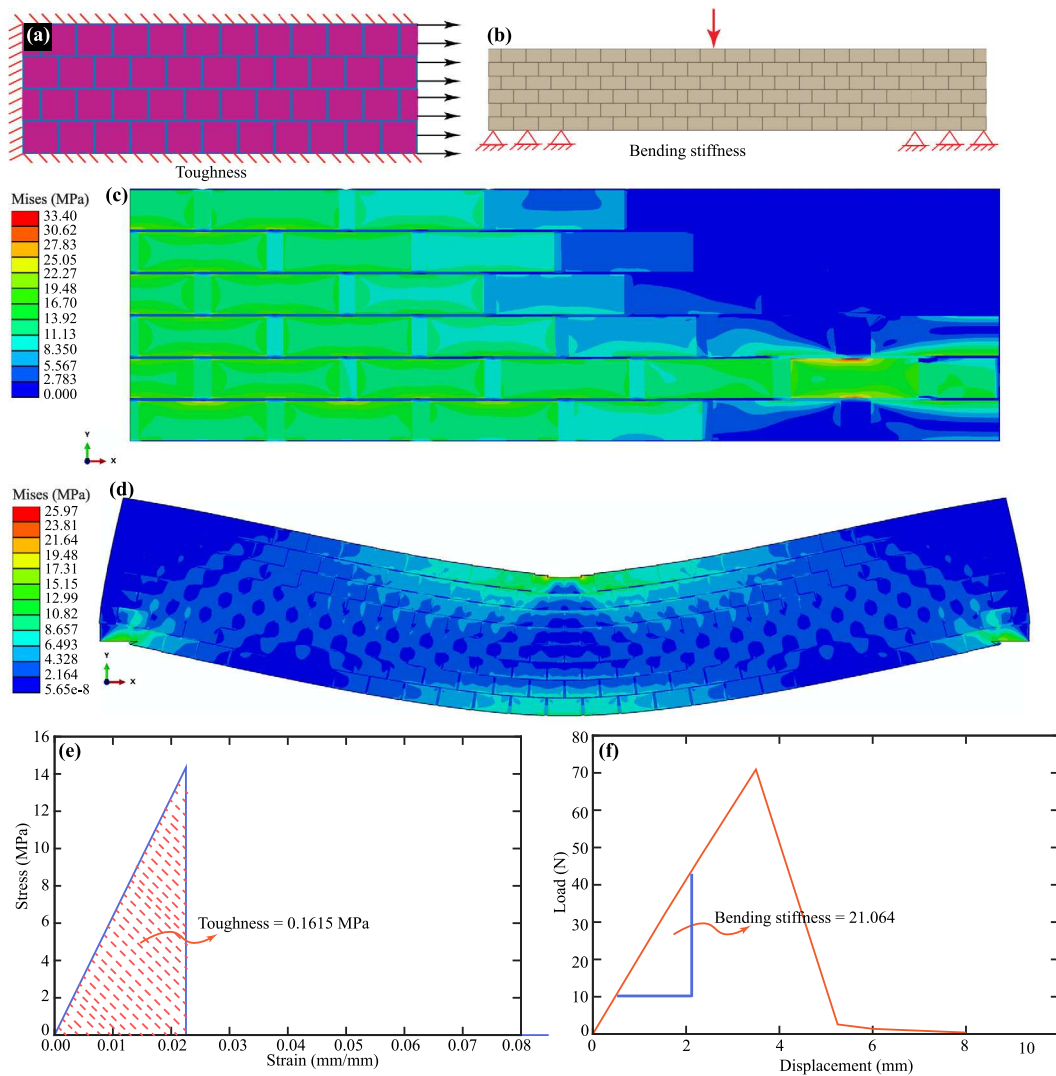 (a)
Toughness
(b)
Bending stiffness
Mises (MPa)
33.40
30.62
27.83
25.05
22.27
19.48
16.70
13.92
11.13
8.350
5.567
2.783
0.000
(c)
Y
X
Mises (MPa)
25.97
23.81
21.64
19.48
17.31
15.15
12.99
10.82
8.657
6.493
4.328
2.164
5.65e-8
(d)
Y
X
(e)
16
14
12
10
8
6
4
2
0
Stress (MPa)
Toughness = 0.1615 MPa
0.00 0.01 0.02 0.03 0.04 0.05 0.06 0.07 0.08
Strain (mm/mm)
(f)
80
70
60
50
40
30
20
10
0
Load (N)
Bending stiffness = 21.064
0 2 4 6 8 10
Displacement (mm)